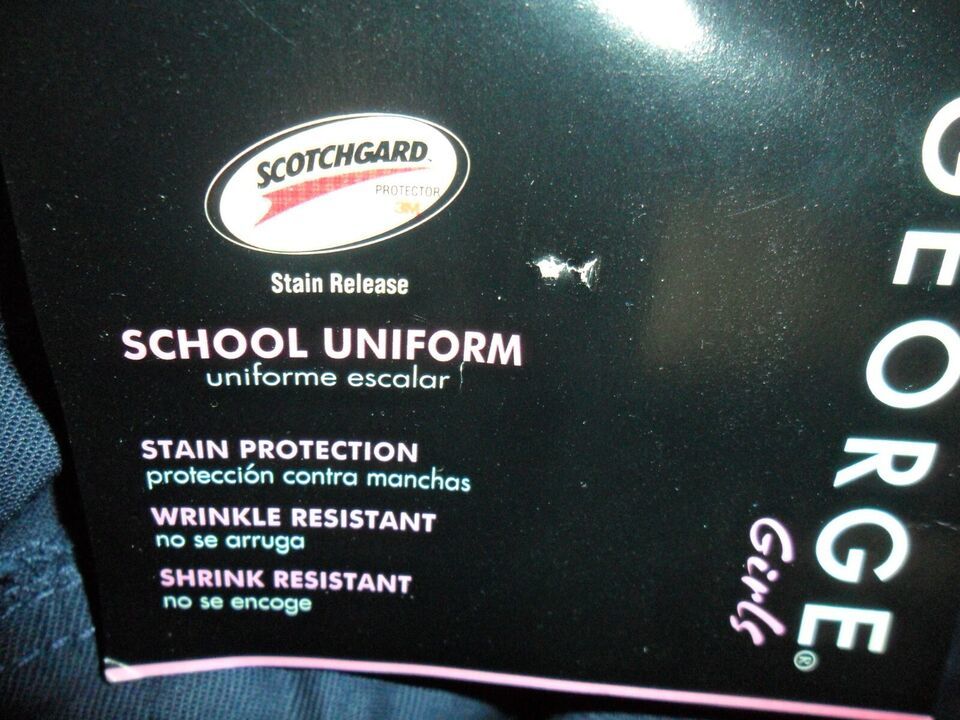 SCOTCHGARD™
PROTECTOR
3M
Stain Release
SCHOOL UNIFORM
uniforme escalar
STAIN PROTECTION
protección contra manchas
WRINKLE RESISTANT
no se arruga
SHRINK RESISTANT
no se encoge
GEORGE®
Girls